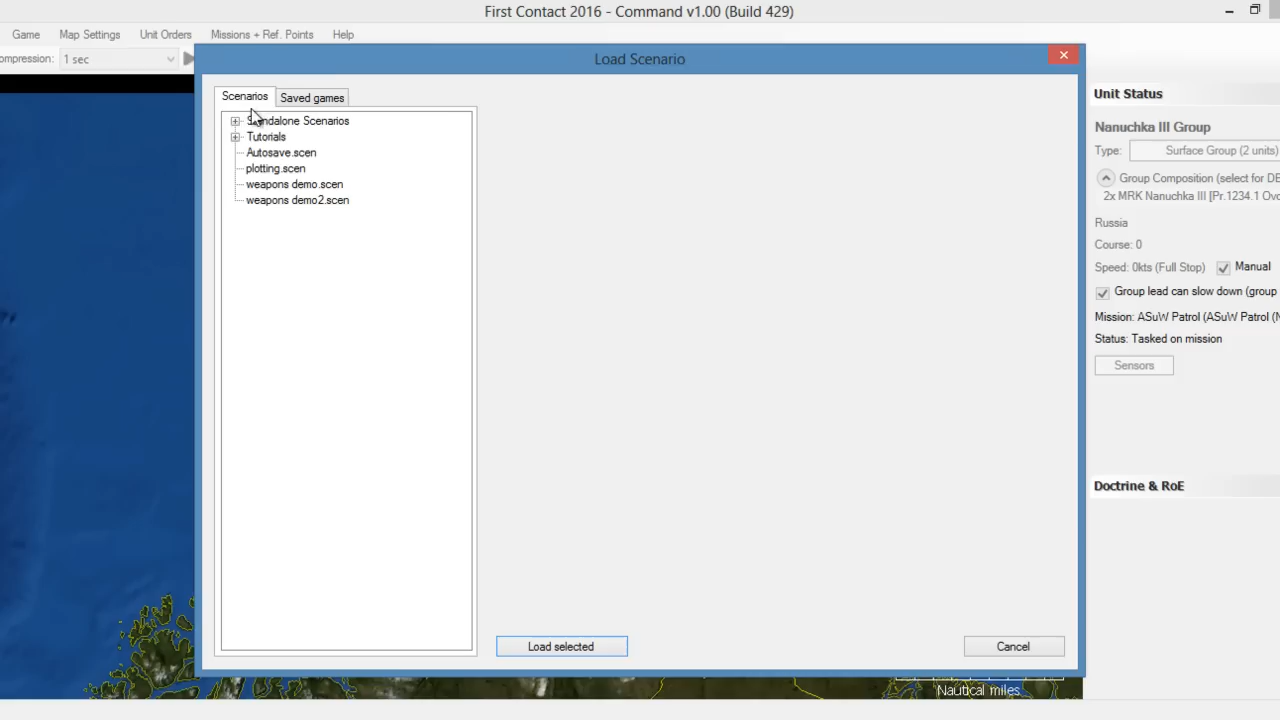 First Contact 2016 - Command v1.00 (Build 429)
Game Map Settings Unit Orders Missions + Ref. Points Help
ompression: 1 sec
Load Scenario
Scenarios Saved games
Standalone Scenarios
Tutorials
Autosave.scen
plotting.scen
weapons demo.scen
weapons demo2.scen
Load selected Cancel
Unit Status
Nanuchka III Group
Type: Surface Group (2 units)
Group Composition (select for DB
2x MRK Nanuchka III [Pr.1234.1 Ovo
Russia
Course: 0
Speed: 0kts (Full Stop) Manual
Group lead can slow down (group
Mission: ASuW Patrol (ASuW Patrol (N
Status: Tasked on mission
Sensors
Doctrine & RoE
Nautical miles